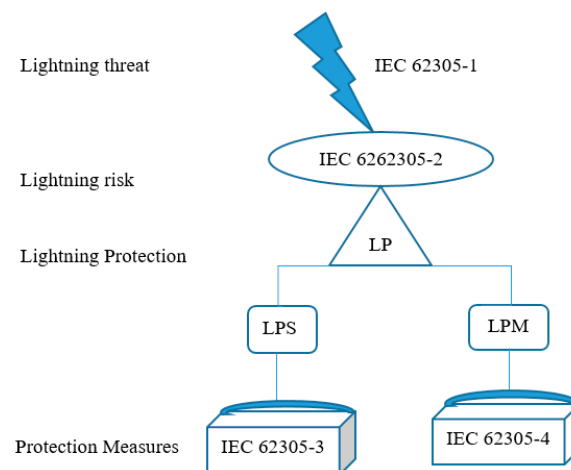 Lightning threat
IEC 62305-1
IEC 6262305-2
Lightning risk
LP
Lightning Protection
LPS
LPM
Protection Measures
IEC 62305-3
IEC 62305-4